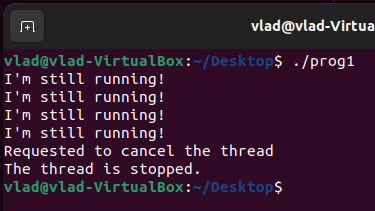 vlad@vlad-Virtua
vlad@vlad-VirtualBox:~/Desktop$ ./prog1
I'm still running!
I'm still running!
I'm still running!
I'm still running!
Requested to cancel the thread
The thread is stopped.
vlad@vlad-VirtualBox:~/Desktop$